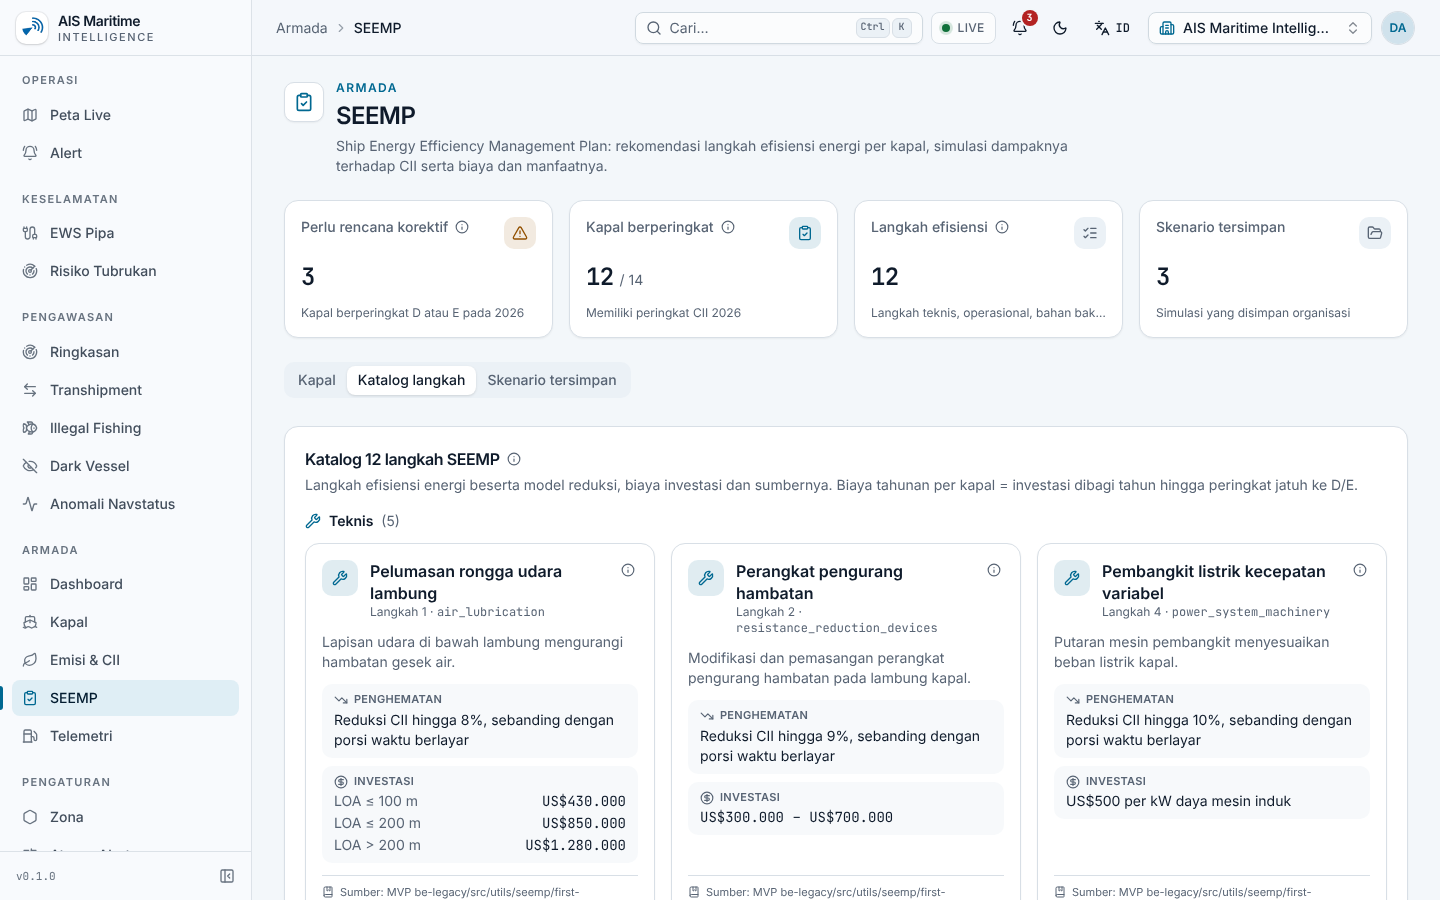 AIS Maritime
INTELLIGENCE
Armada > SEEMP
Cari...
Ctrl K
LIVE
3
ID
AIS Maritime Intellig...
DA
OPERASI
Peta Live
Alert
KESELAMATAN
EWS Pipa
Risiko Tubrukan
PENGAWASAN
Ringkasan
Transhipment
Illegal Fishing
Dark Vessel
Anomali Navstatus
ARMADA
Dashboard
Kapal
Emisi & CII
SEEMP
Telemetri
PENGATURAN
Zona
v0.1.0
ARMADA
SEEMP
Ship Energy Efficiency Management Plan: rekomendasi langkah efisiensi energi per kapal, simulasi dampaknya
terhadap CII serta biaya dan manfaatnya.
Perlu rencana korektif
3
Kapal berperingkat D atau E pada 2026
Kapal berperingkat
12 / 14
Memiliki peringkat CII 2026
Langkah efisiensi
12
Langkah teknis, operasional, bahan bak...
Skenario tersimpan
3
Simulasi yang disimpan organisasi
Kapal
Katalog langkah
Skenario tersimpan
Katalog 12 langkah SEEMP
Langkah efisiensi energi beserta model reduksi, biaya investasi dan sumbernya. Biaya tahunan per kapal = investasi dibagi tahun hingga peringkat jatuh ke D/E.
Teknis (5)
Pelumasan rongga udara
lambung
Langkah 1 · air_lubrication
Lapisan udara di bawah lambung mengurangi
hambatan gesek air.
PENGHEMATAN
Reduksi CII hingga 8%, sebanding dengan
porsi waktu berlayar
INVESTASI
LOA ≤ 100 m US$430.000
LOA ≤ 200 m US$850.000
LOA > 200 m US$1.280.000
Sumber: MVP be-legacy/src/utils/seemp/first-
Perangkat pengurang
hambatan
Langkah 2 ·
resistance_reduction_devices
Modifikasi dan pemasangan perangkat
pengurang hambatan pada lambung kapal.
PENGHEMATAN
Reduksi CII hingga 9%, sebanding dengan
porsi waktu berlayar
INVESTASI
US$300.000 – US$700.000
Sumber: MVP be-legacy/src/utils/seemp/first-
Pembangkit listrik kecepatan
variabel
Langkah 4 · power_system_machinery
Putaran mesin pembangkit menyesuaikan
beban listrik kapal.
PENGHEMATAN
Reduksi CII hingga 10%, sebanding dengan
porsi waktu berlayar
INVESTASI
US$500 per kW daya mesin induk
Sumber: MVP be-legacy/src/utils/seemp/first-